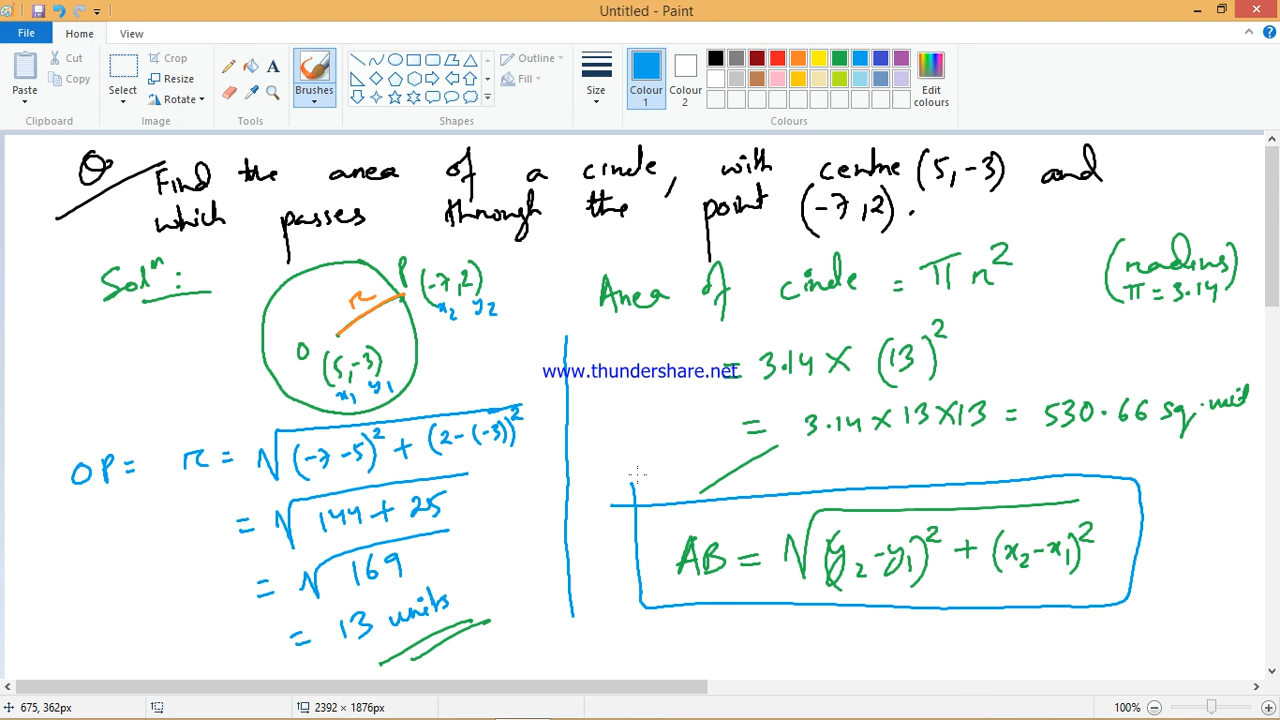 Untitled - Paint
File Home View
Paste Cut Copy
Select Crop Resize Rotate
Brushes
Outline Fill
Size
Colour 1 Colour 2
Edit colours
Clipboard Image Tools Shapes Colours
Q Find the area of a circle, with centre (5, -3) and
which passes through the point (-7, 2).
Solⁿ:
P (-7, 2)
x₂ y₂
r
O (5, -3)
x₁ y₁
OP = r = √(-7-5)² + (2-(-3))²
= √144 + 25
= √169
= 13 units
Area of circle = π r² (radius π = 3.14)
= 3.14 × (13)²
www.thundershare.net
= 3.14 × 13 × 13 = 530.66 sq. unit
AB = √(y₂ - y₁)² + (x₂ - x₁)²
675, 362px 2392 × 1876px 100%